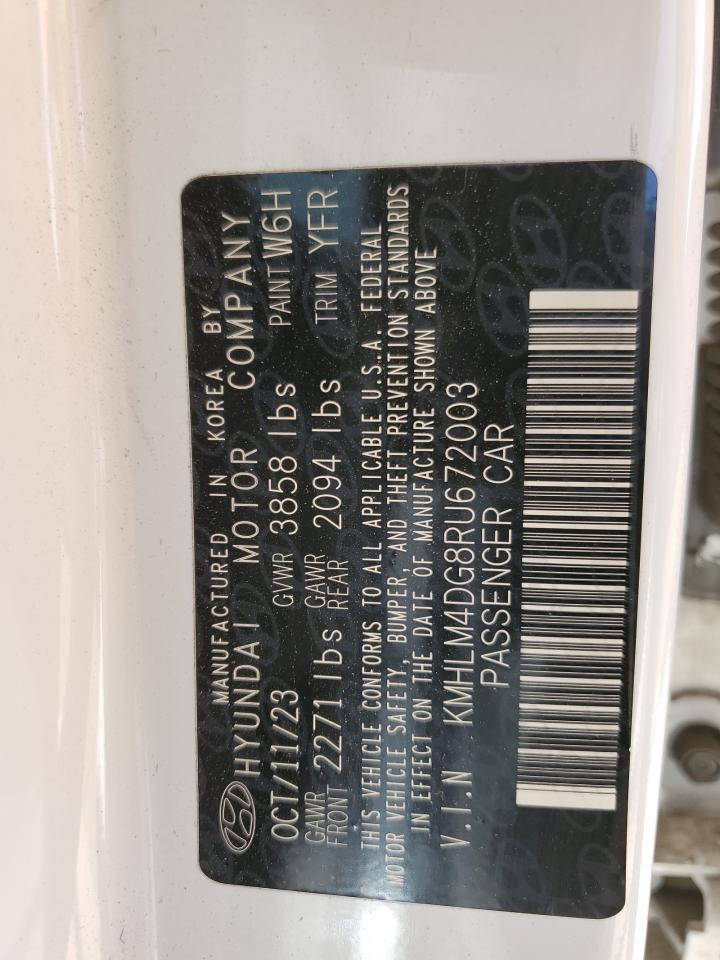 MANUFACTURED IN KOREA BY
HYUNDAI MOTOR COMPANY
OCT/11/23 GVWR 3858 lbs PAINT W6H
GAWR FRONT 2271 lbs GAWR REAR 2094 lbs TRIM YFR
THIS VEHICLE CONFORMS TO ALL APPLICABLE U.S.A. FEDERAL
MOTOR VEHICLE SAFETY, BUMPER, AND THEFT PREVENTION STANDARDS
IN EFFECT ON THE DATE OF MANUFACTURE SHOWN ABOVE
V.I.N KMHLM4DG8RU672003
PASSENGER CAR